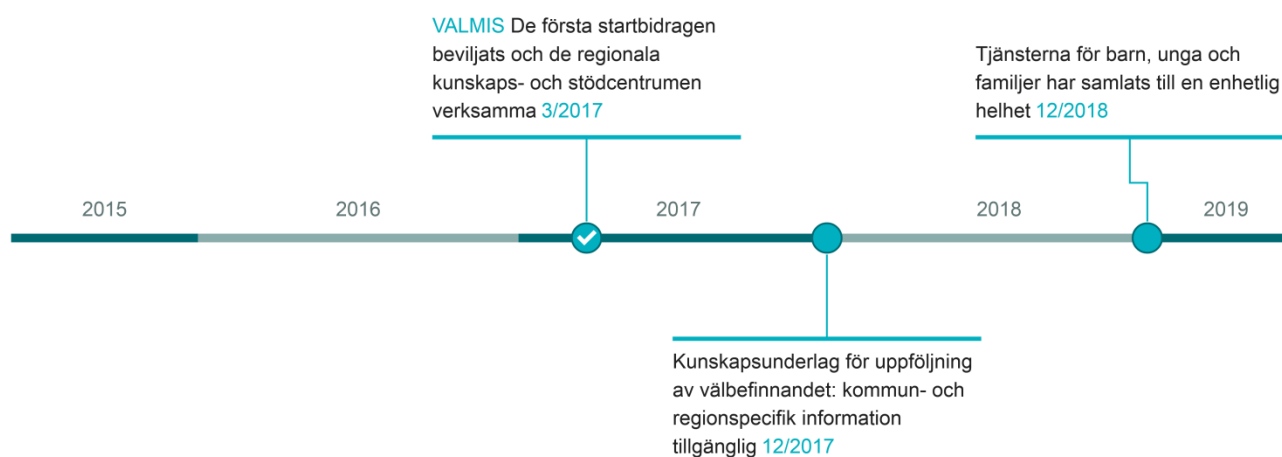 VALMIS De första startbidragen
beviljats och de regionala
kunskaps- och stödcentrumen
verksamma 3/2017
Tjänsterna för barn, unga och
familjer har samlats till en enhetlig
helhet 12/2018
2015
2016
2017
2018
2019
Kunskapsunderlag för uppföljning
av välbefinnandet: kommun- och
regionspecifik information
tillgänglig 12/2017